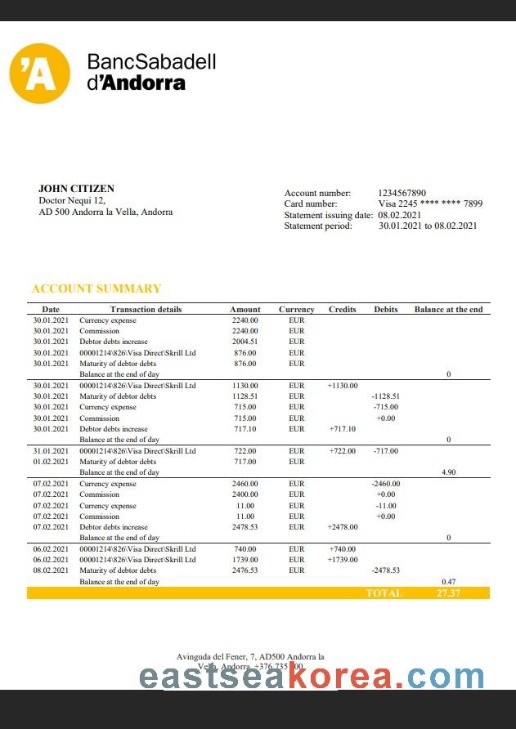 'A
BancSabadell
d'Andorra
JOHN CITIZEN
Doctor Nequi 12,
AD 500 Andorra la Vella, Andorra
Account number: 1234567890
Card number: Visa 2245 **** **** 7899
Statement issuing date: 08.02.2021
Statement period: 30.01.2021 to 08.02.2021
ACCOUNT SUMMARY
Date Transaction details Amount Currency Credits Debits Balance at the end
30.01.2021 Currency expense 2240.00 EUR
30.01.2021 Commission 2240.00 EUR
30.01.2021 Debtor debts increase 2004.51 EUR
30.01.2021 00001214\826\Visa Direct\Skrill Ltd 876.00 EUR
30.01.2021 Maturity of debtor debts 876.00 EUR
Balance at the end of day 0
30.01.2021 00001214\826\Visa Direct\Skrill Ltd 1130.00 EUR +1130.00
30.01.2021 Maturity of debtor debts 1128.51 EUR -1128.51
30.01.2021 Currency expense 715.00 EUR -715.00
30.01.2021 Commission 715.00 EUR +0.00
30.01.2021 Debtor debts increase 717.10 EUR +717.10
Balance at the end of day 0
31.01.2021 00001214\826\Visa Direct\Skrill Ltd 722.00 EUR +722.00 -717.00
01.02.2021 Maturity of debtor debts 717.00 EUR
Balance at the end of day 4.90
07.02.2021 Currency expense 2460.00 EUR -2460.00
07.02.2021 Commission 2400.00 EUR +0.00
07.02.2021 Currency expense 11.00 EUR -11.00
07.02.2021 Commission 11.00 EUR +0.00
07.02.2021 Debtor debts increase 2478.53 EUR +2478.00
Balance at the end of day 0
06.02.2021 00001214\826\Visa Direct\Skrill Ltd 740.00 EUR +740.00
06.02.2021 00001214\826\Visa Direct\Skrill Ltd 1739.00 EUR +1739.00
08.02.2021 Maturity of debtor debts 2476.53 EUR -2478.53
Balance at the end of day 0.47
TOTAL 27.37
Avinguda del Fener, 7, AD500 Andorra la
Vella, Andorra, +376 735
eastseakorea.com